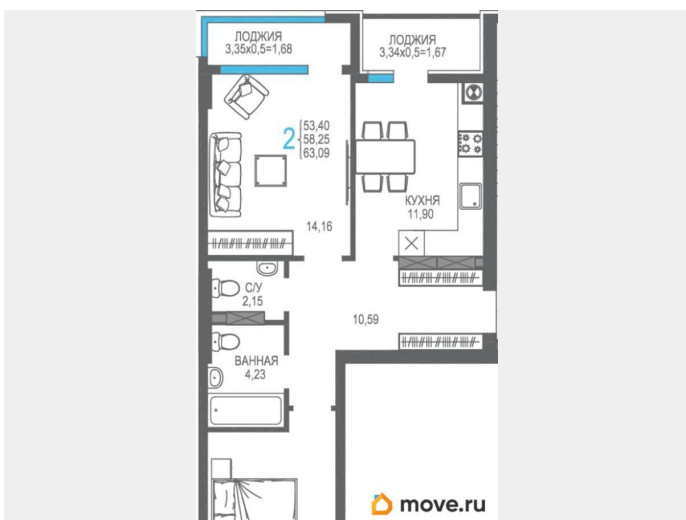 ЛОДЖИЯ
3,35x0,5=1,68
ЛОДЖИЯ
3,34x0,5=1,67
2
53,40
58,25
63,09
14,16
КУХНЯ
11,90
С/У
2,15
10,59
ВАННАЯ
4,23
move.ru